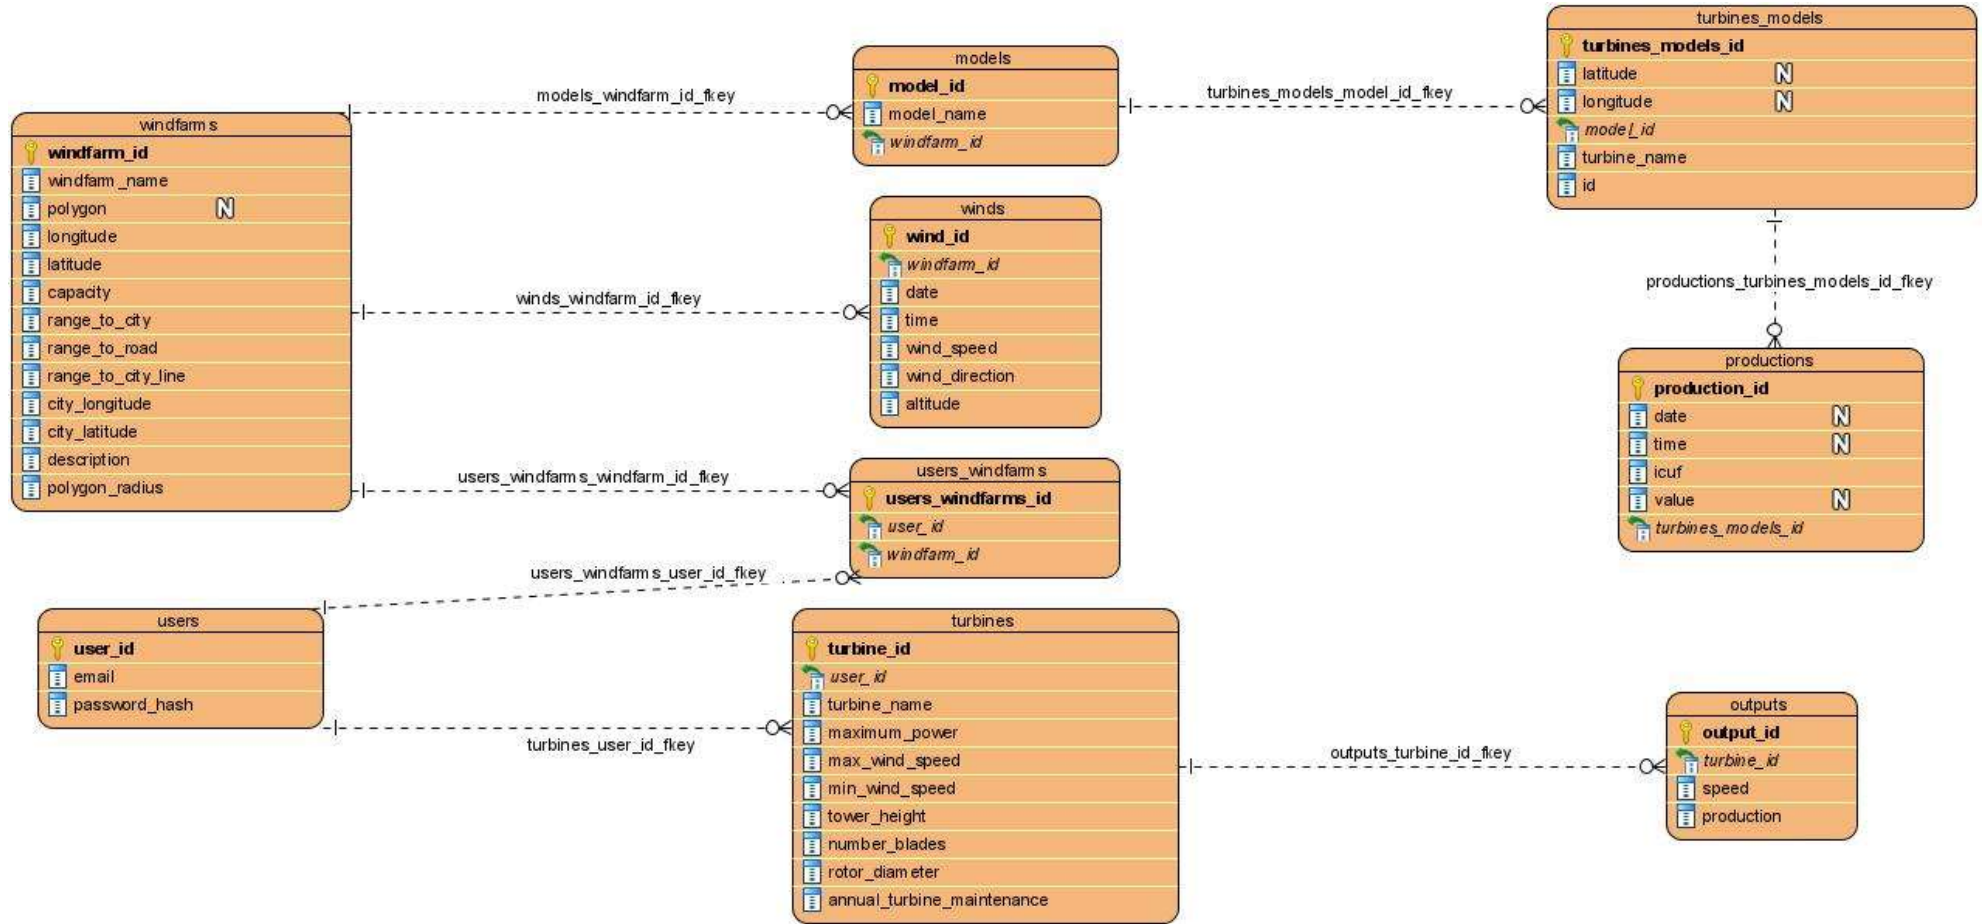 windfarms
windfarm_id
windfarm_name
polygon N
longitude
latitude
capacity
range_to_city
range_to_road
range_to_city_line
city_longitude
city_latitude
description
polygon_radius
models_windfarm_id_fkey
models
model_id
model_name
windfarm_id
turbines_models_model_id_fkey
turbines_models
turbines_models_id
latitude N
longitude N
model_id
turbine_name
id
winds_windfarm_id_fkey
winds
wind_id
windfarm_id
date
time
wind_speed
wind_direction
altitude
productions_turbines_models_id_fkey
productions
production_id
date N
time N
icuf
value N
turbines_models_id
users_windfarms_windfarm_id_fkey
users_windfarms
users_windfarms_id
user_id
windfarm_id
users_windfarms_user_id_fkey
users
user_id
email
password_hash
turbines_user_id_fkey
turbines
turbine_id
user_id
turbine_name
maximum_power
max_wind_speed
min_wind_speed
tower_height
number_blades
rotor_diameter
annual_turbine_maintenance
outputs_turbine_id_fkey
outputs
output_id
turbine_id
speed
production